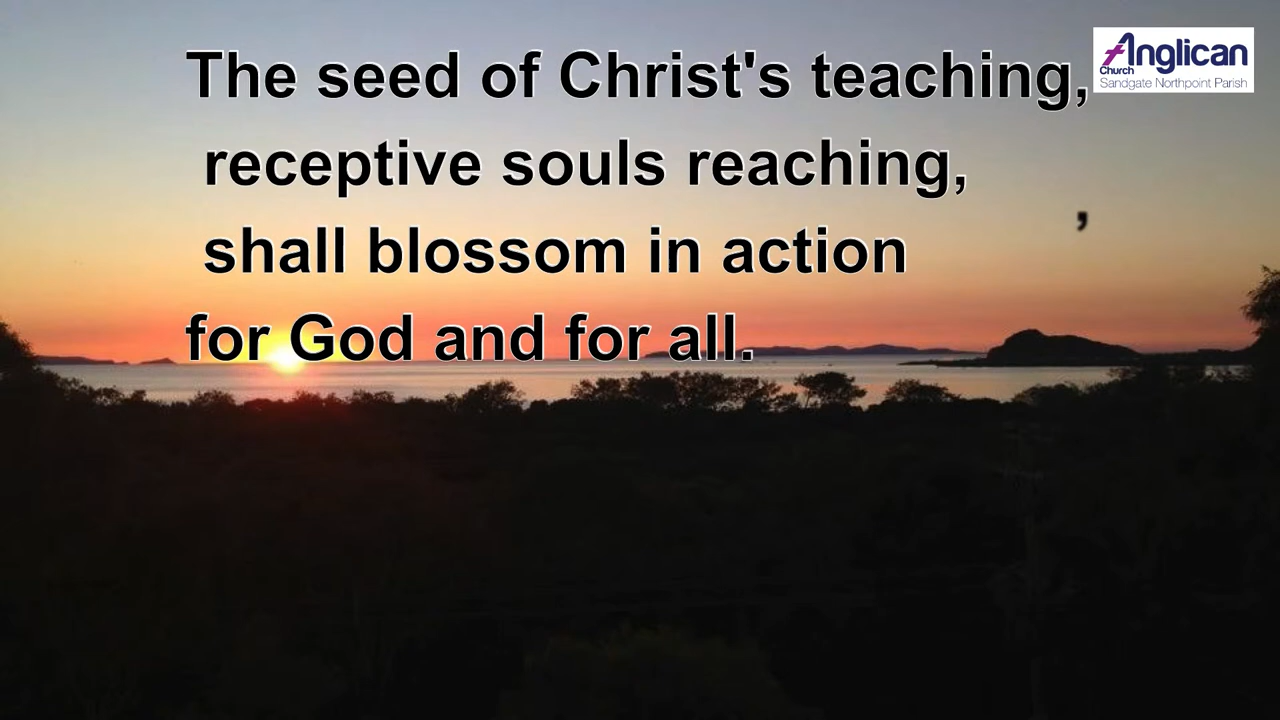 The seed of Christ's teaching,
receptive souls reaching,
shall blossom in action
for God and for all.
,
Anglican
Church
Sandgate Northpoint Parish